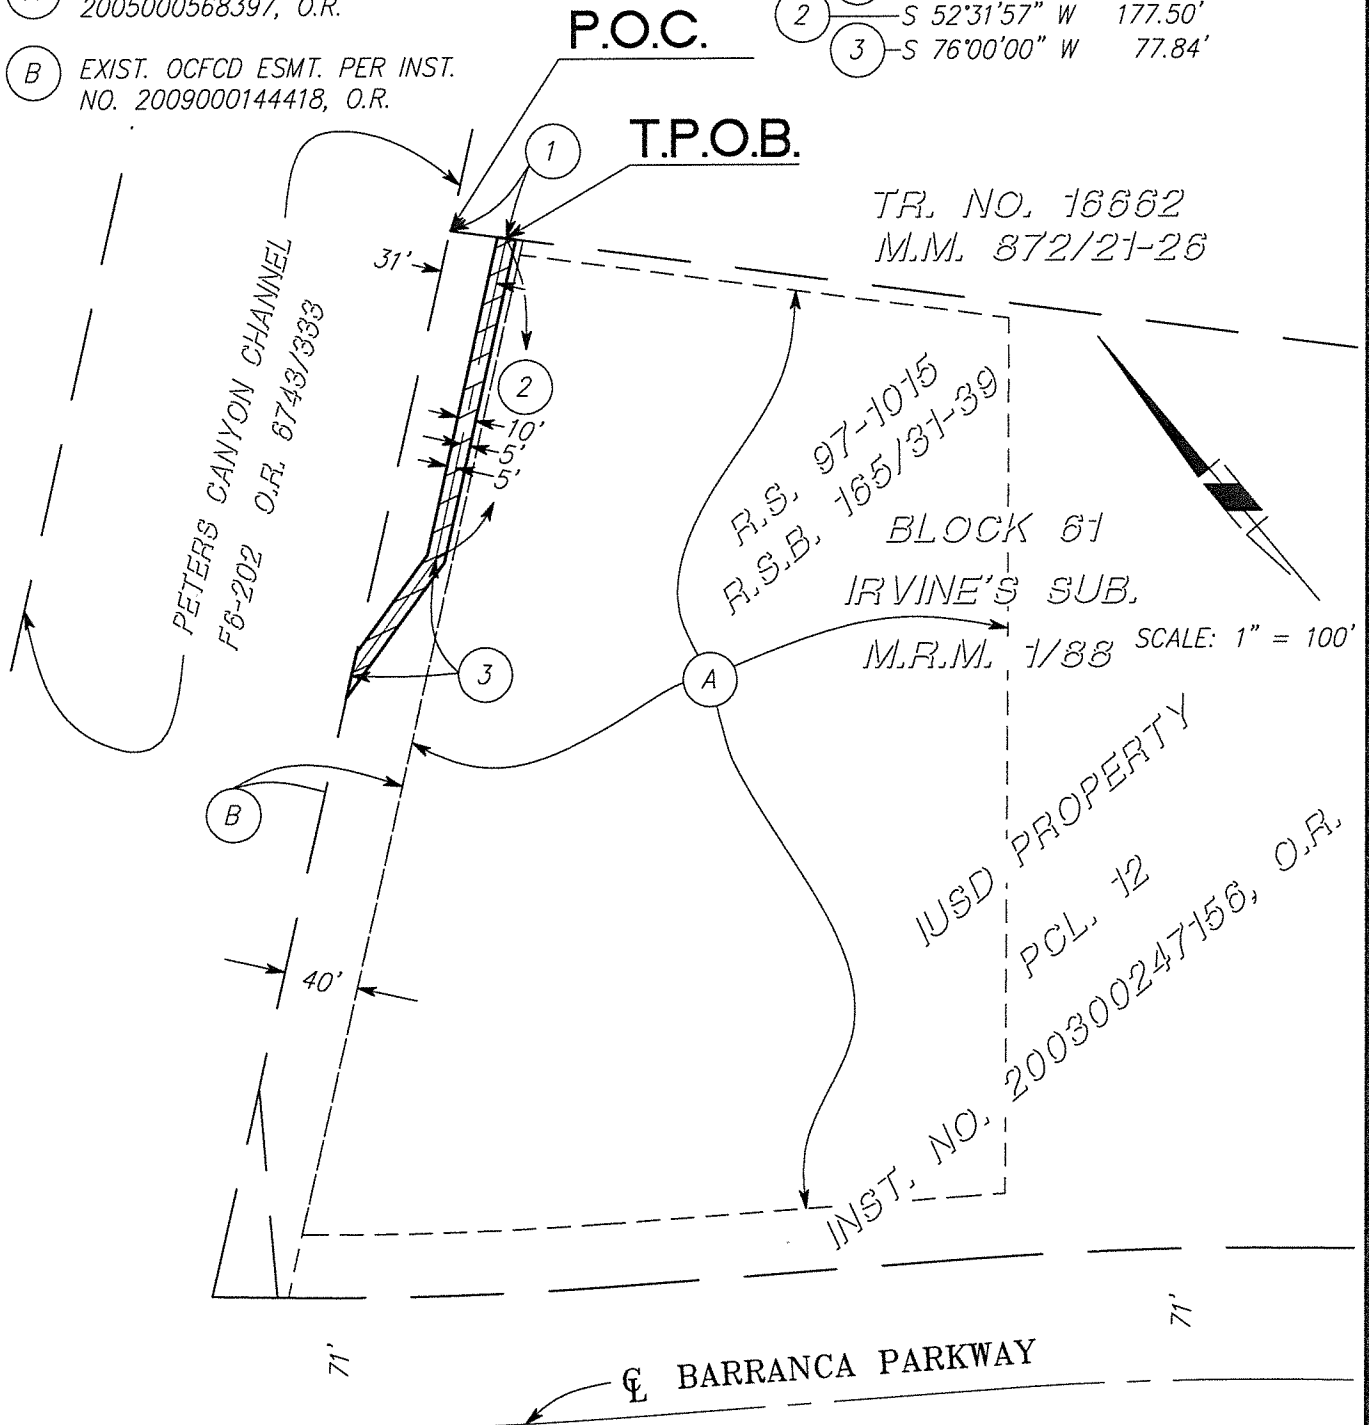 2005000568397, O.R.
B
EXIST. OCFCD ESMT. PER INST.
NO. 2009000144418, O.R.
P.O.C.
2
S 52°31'57" W 177.50'
3
S 76°00'00" W 77.84'
T.P.O.B.
1
TR. NO. 16662
M.M. 872/21-26
31'
PETERS CANYON CHANNEL
F6-202 O.R. 6743/333
2
10'
5'
5'
R.S. 97-1015
R.S.B. 165/31-39
BLOCK 61
IRVINE'S SUB.
M.R.M. 1/88
SCALE: 1" = 100'
3
A
B
IUSD PROPERTY
PCL. 12
INST. NO. 200300247156, O.R.
40'
71'
71'
℄ BARRANCA PARKWAY